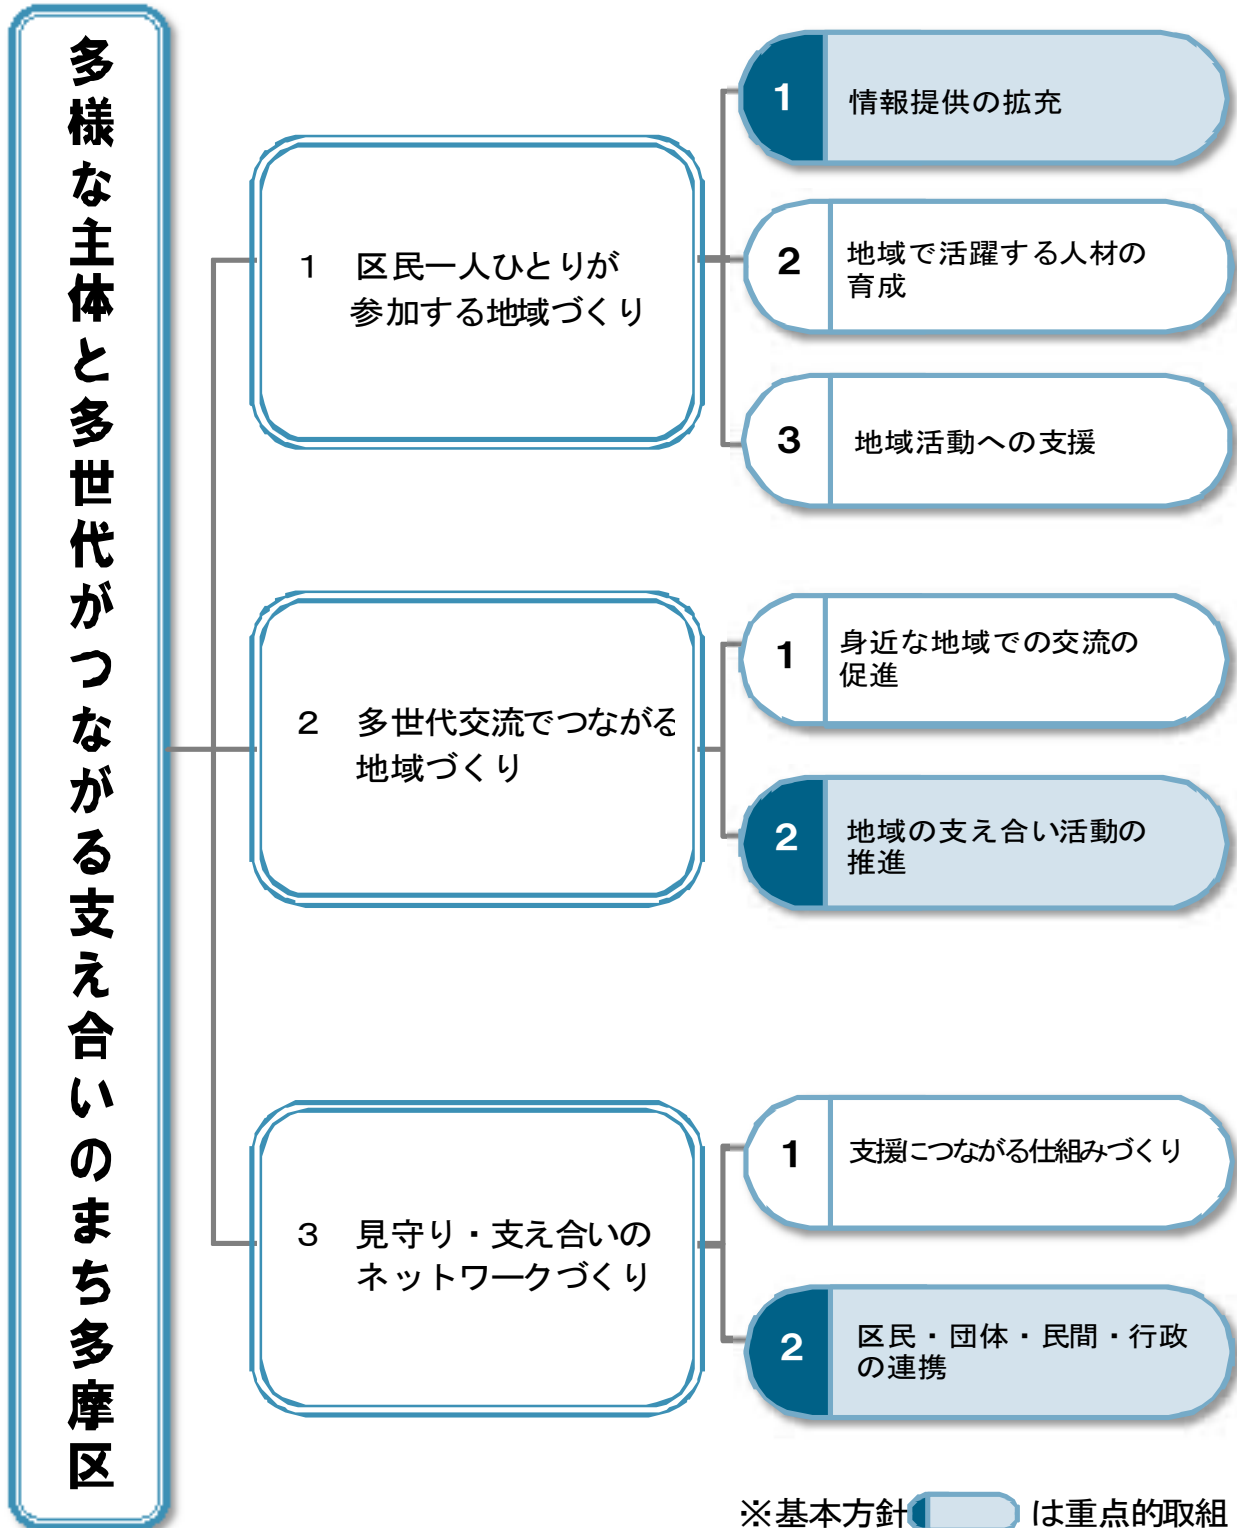 多様な主体と多世代がつながる支え合いのまち多摩区
1 区民一人ひとりが
参加する地域づくり
1 情報提供の拡充
2 地域で活躍する人材の
育成
3 地域活動への支援
2 多世代交流でつながる
地域づくり
1 身近な地域での交流の
促進
2 地域の支え合い活動の
推進
3 見守り・支え合いの
ネットワークづくり
1 支援につながる仕組みづくり
2 区民・団体・民間・行政
の連携
※基本方針 は重点的取組